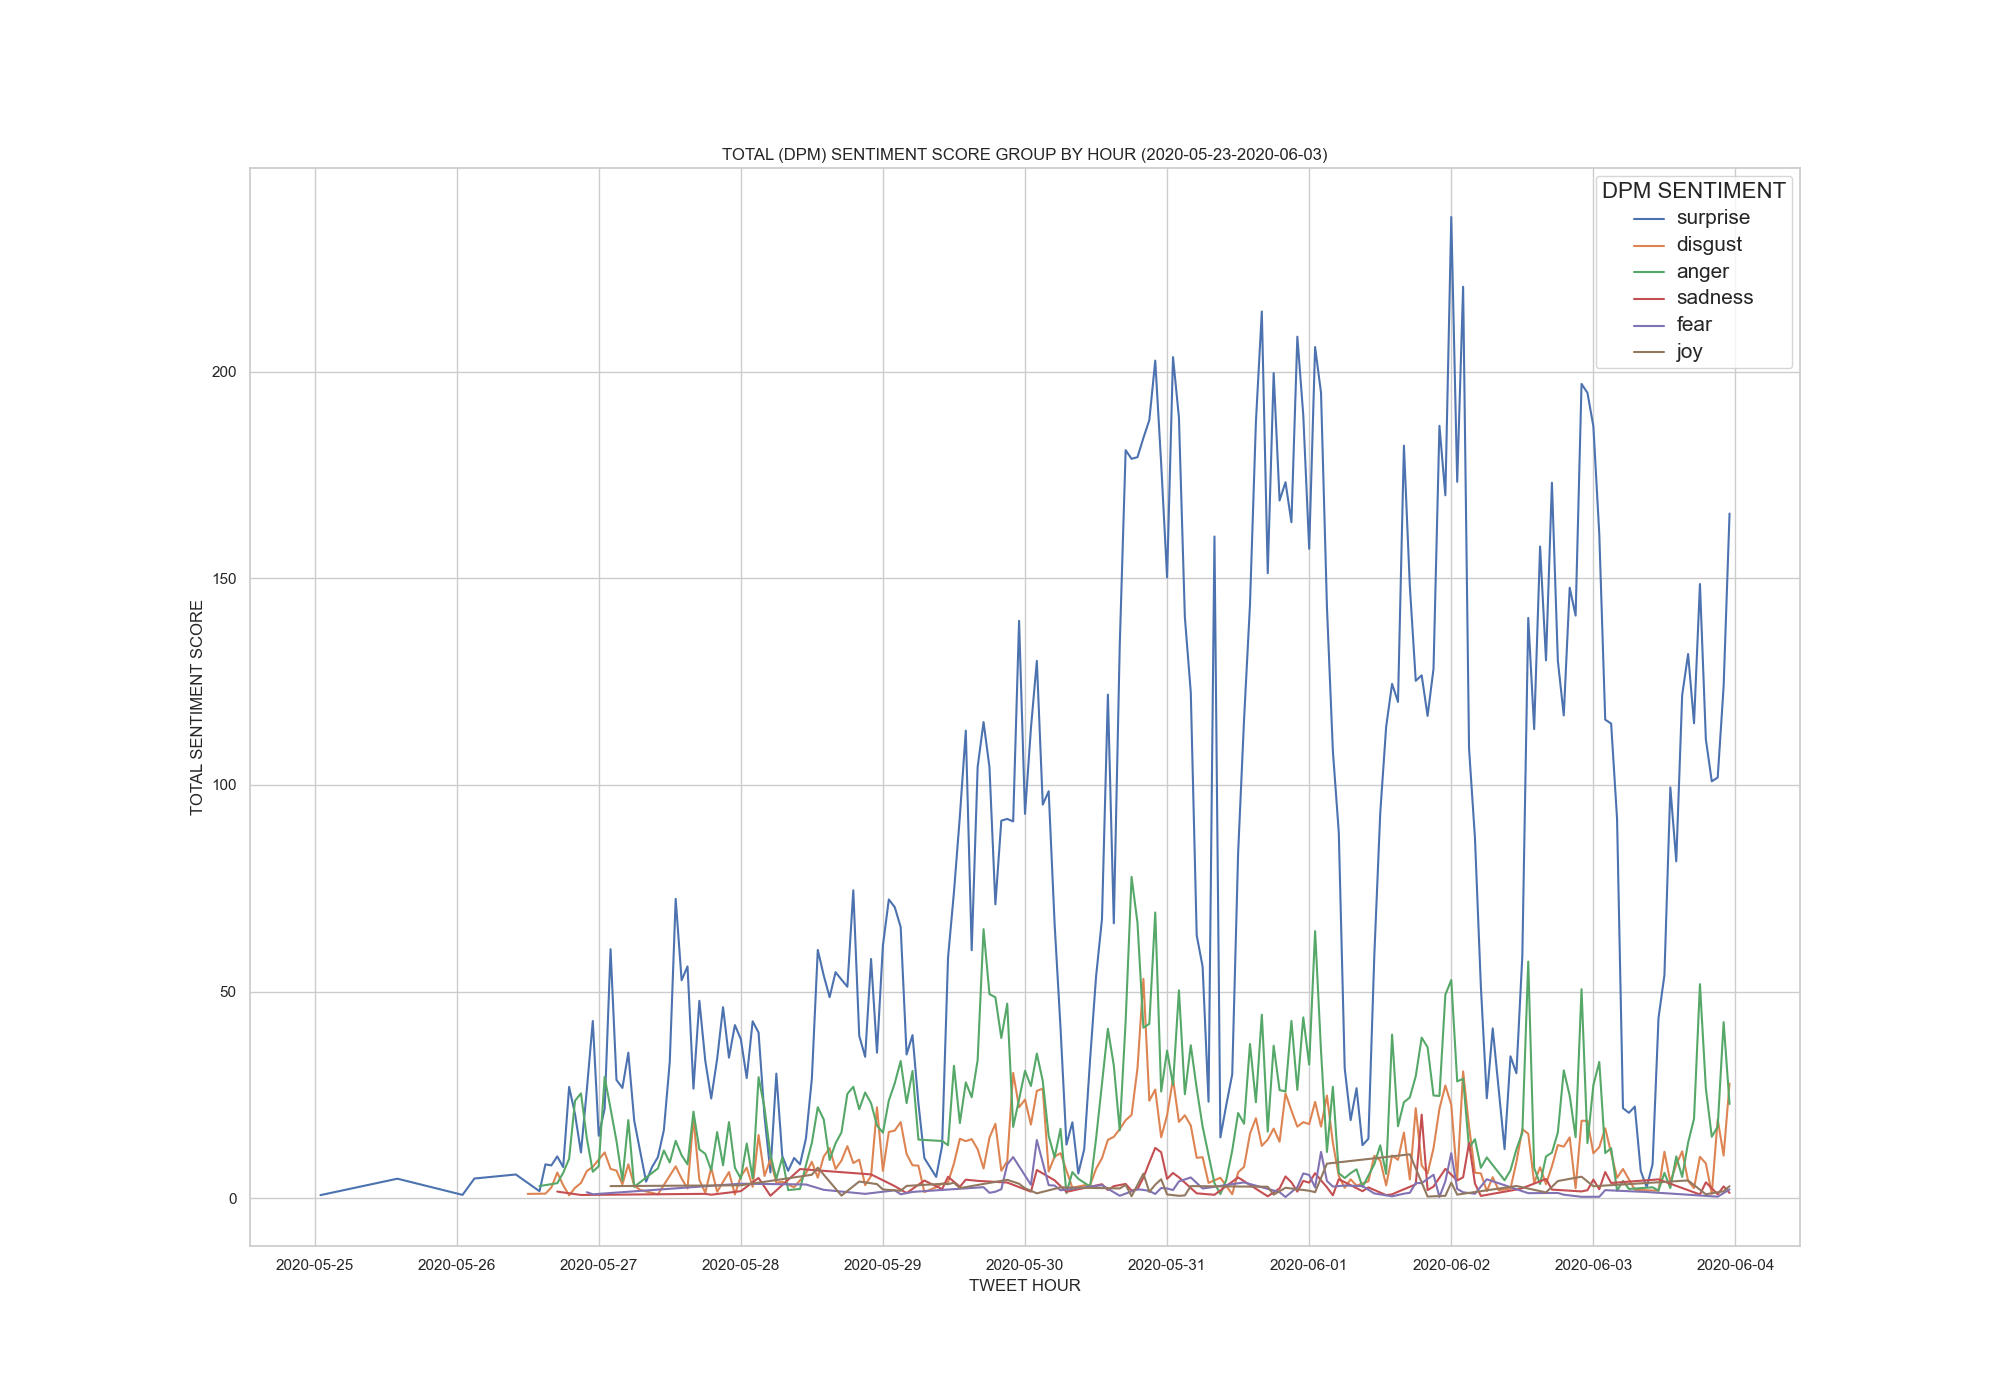 TOTAL (DPM) SENTIMENT SCORE GROUP BY HOUR (2020-05-23-2020-06-03)
DPM SENTIMENT
surprise
disgust
anger
sadness
fear
joy
TOTAL SENTIMENT SCORE
200
150
100
50
0
2020-05-25 2020-05-26 2020-05-27 2020-05-28 2020-05-29 2020-05-30 2020-05-31 2020-06-01 2020-06-02 2020-06-03 2020-06-04
TWEET HOUR